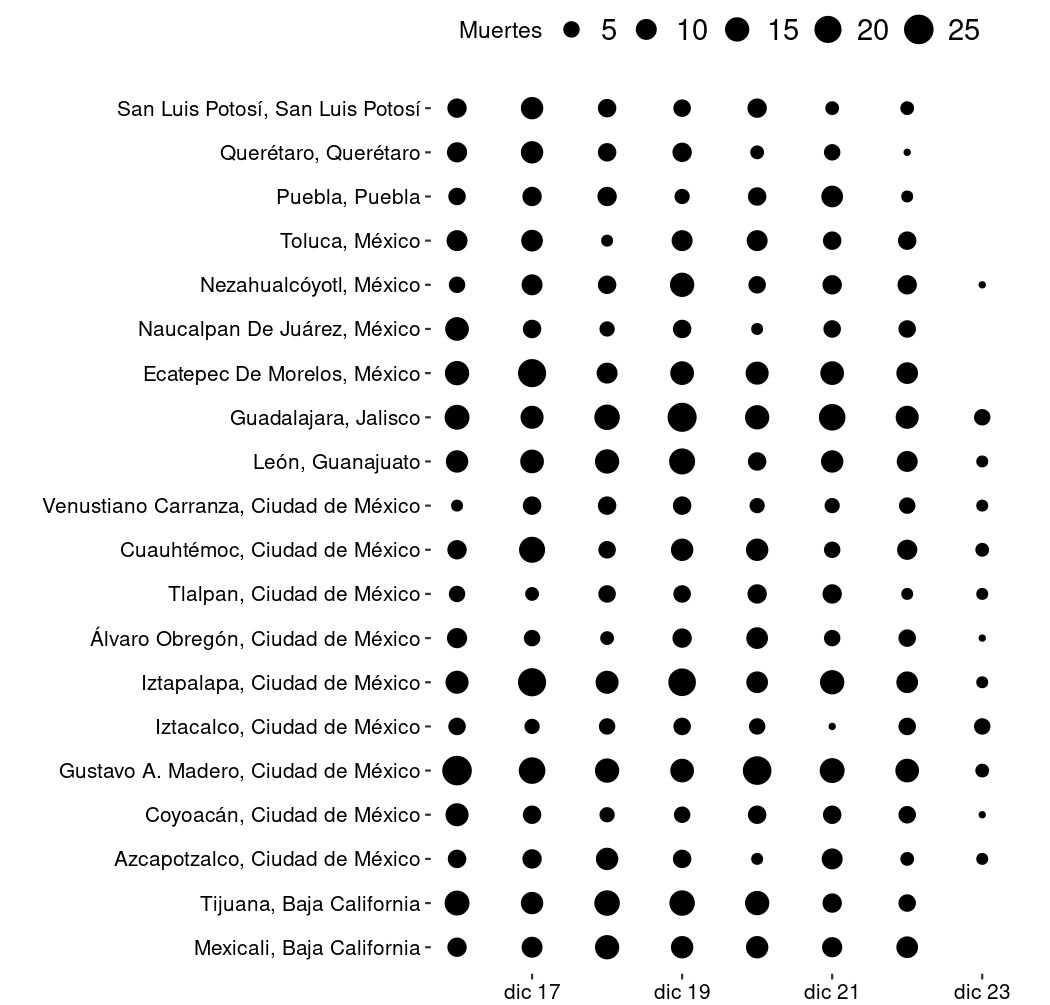 Muertes 5 10 15 20 25
San Luis Potosí, San Luis Potosí
Querétaro, Querétaro
Puebla, Puebla
Toluca, México
Nezahualcóyotl, México
Naucalpan De Juárez, México
Ecatepec De Morelos, México
Guadalajara, Jalisco
León, Guanajuato
Venustiano Carranza, Ciudad de México
Cuauhtémoc, Ciudad de México
Tlalpan, Ciudad de México
Álvaro Obregón, Ciudad de México
Iztapalapa, Ciudad de México
Iztacalco, Ciudad de México
Gustavo A. Madero, Ciudad de México
Coyoacán, Ciudad de México
Azcapotzalco, Ciudad de México
Tijuana, Baja California
Mexicali, Baja California
dic 17 dic 19 dic 21 dic 23